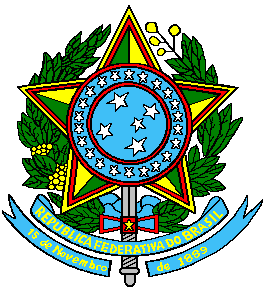 REPUBLICA FEDERATIVA DO BRASIL
15 de Novembro
de 1889